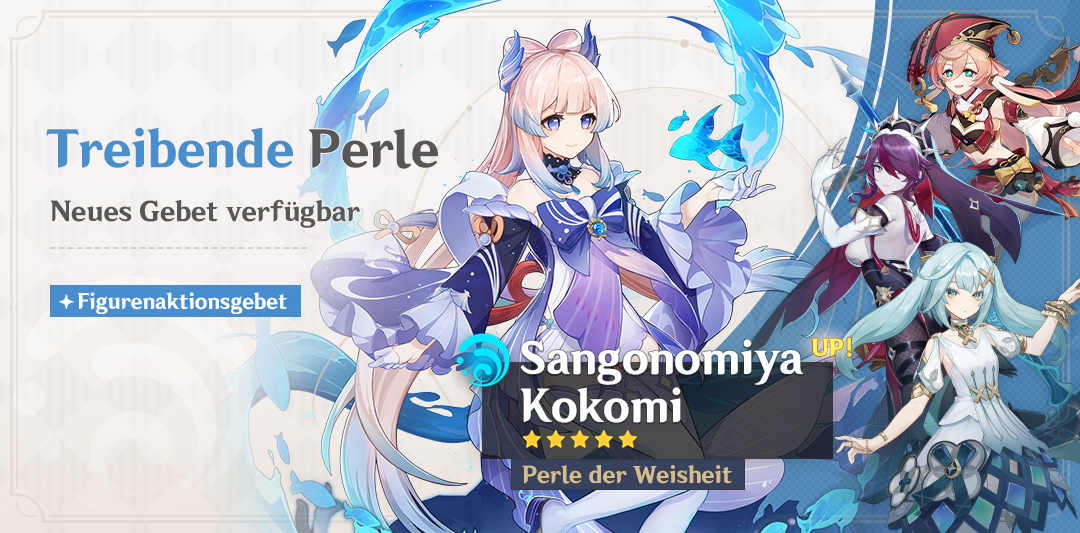 Treibende Perle
Neues Gebet verfügbar
Figurenaktionsgebet
Sangonomiya UP!
Kokomi
Perle der Weisheit